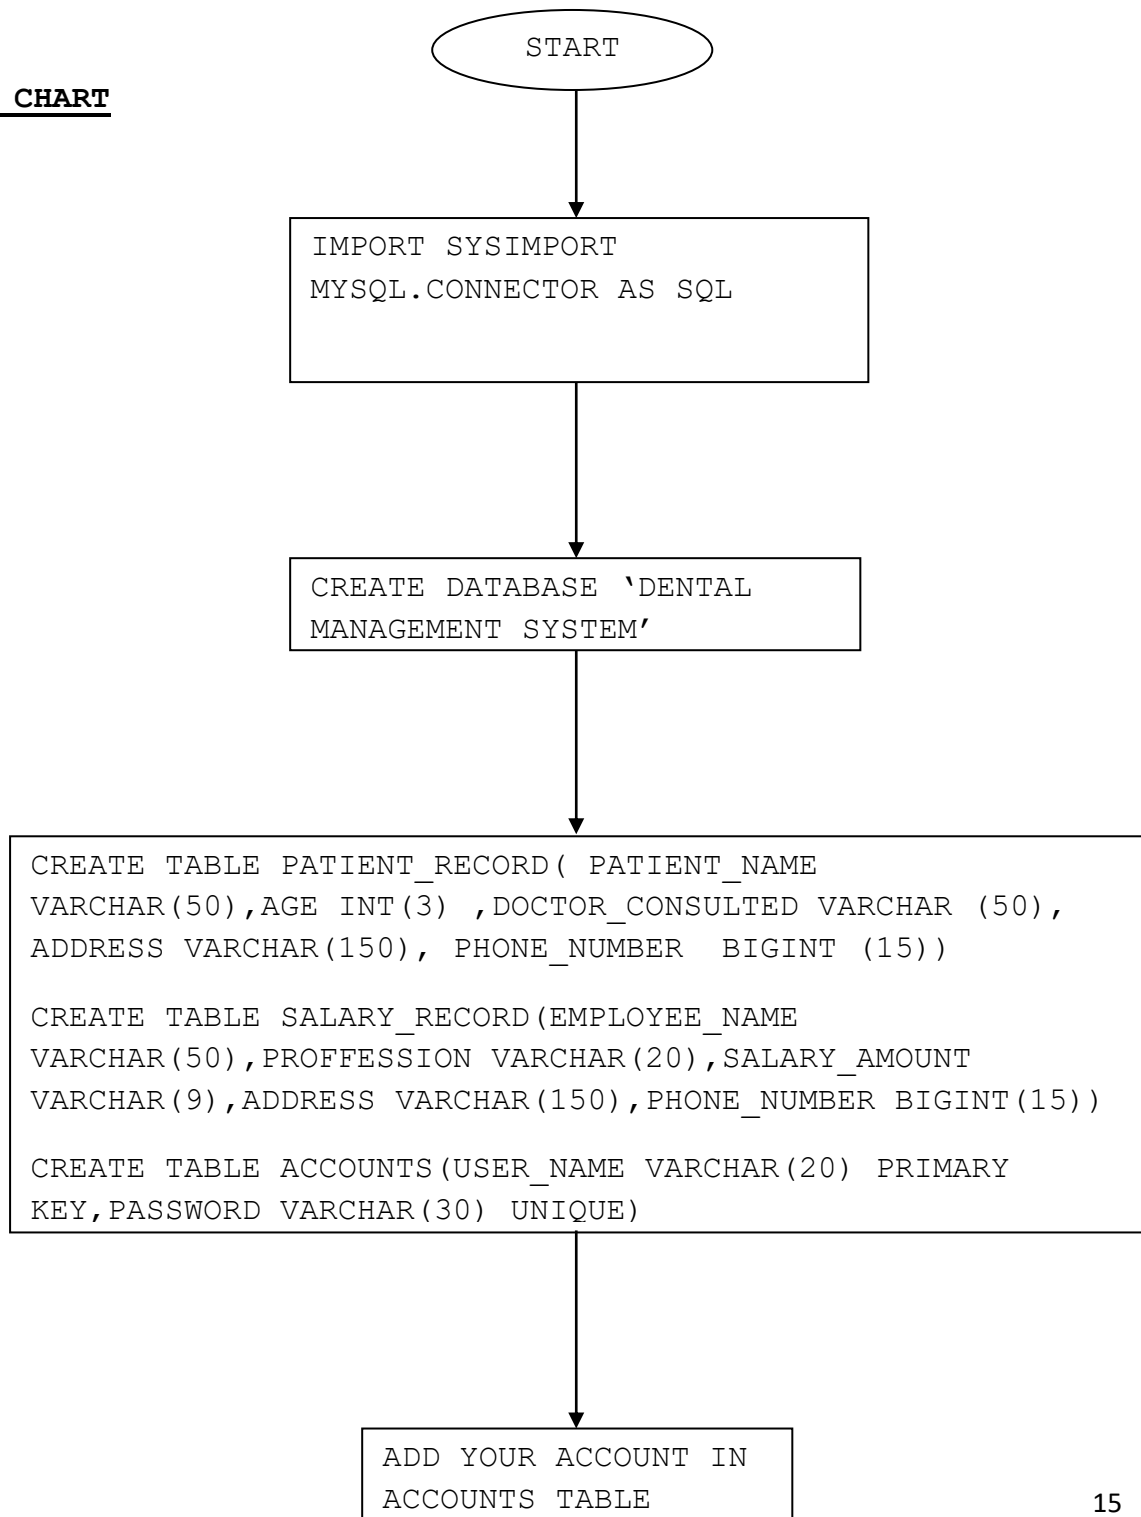 START
CHART
IMPORT SYSIMPORT
MYSQL.CONNECTOR AS SQL
CREATE DATABASE ‘DENTAL
MANAGEMENT SYSTEM’
CREATE TABLE PATIENT_RECORD( PATIENT_NAME
VARCHAR(50),AGE INT(3) ,DOCTOR_CONSULTED VARCHAR (50),
ADDRESS VARCHAR(150), PHONE_NUMBER  BIGINT (15))
CREATE TABLE SALARY_RECORD(EMPLOYEE_NAME
VARCHAR(50),PROFFESSION VARCHAR(20),SALARY_AMOUNT
VARCHAR(9),ADDRESS VARCHAR(150),PHONE_NUMBER BIGINT(15))
CREATE TABLE ACCOUNTS(USER_NAME VARCHAR(20) PRIMARY
KEY,PASSWORD VARCHAR(30) UNIQUE)
ADD YOUR ACCOUNT IN
ACCOUNTS TABLE
15